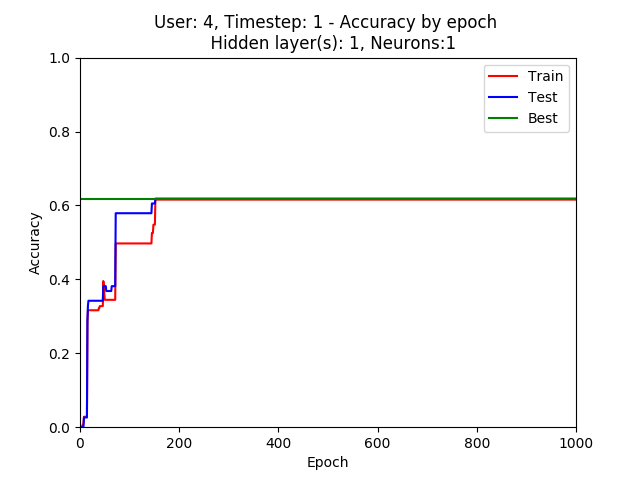 User: 4, Timestep: 1 - Accuracy by epoch
Hidden layer(s): 1, Neurons:1
Train
Test
Best
1.0
0.8
0.6
0.4
0.2
0.0
Accuracy
0 200 400 600 800 1000
Epoch